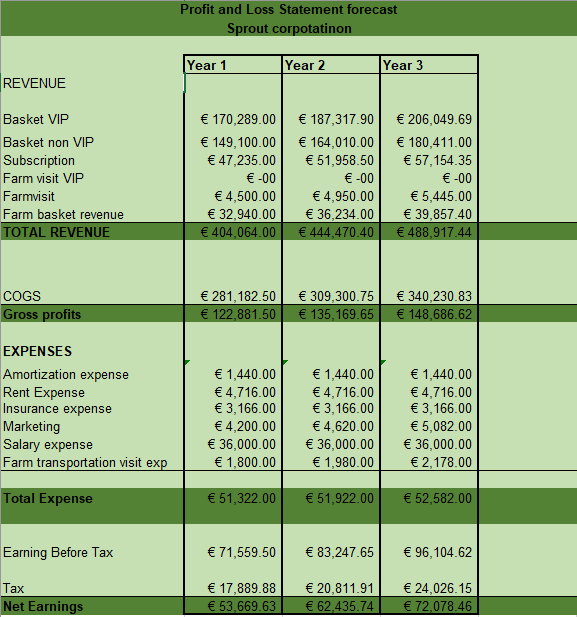 Profit and Loss Statement forecast
Sprout corpotatinon
Year 1 Year 2 Year 3
REVENUE
Basket VIP € 170,289.00 € 187,317.90 € 206,049.69
Basket non VIP € 149,100.00 € 164,010.00 € 180,411.00
Subscription € 47,235.00 € 51,958.50 € 57,154.35
Farm visit VIP € -00 € -00 € -00
Farmvisit € 4,500.00 € 4,950.00 € 5,445.00
Farm basket revenue € 32,940.00 € 36,234.00 € 39,857.40
TOTAL REVENUE € 404,064.00 € 444,470.40 € 488,917.44
COGS € 281,182.50 € 309,300.75 € 340,230.83
Gross profits € 122,881.50 € 135,169.65 € 148,686.62
EXPENSES
Amortization expense € 1,440.00 € 1,440.00 € 1,440.00
Rent Expense € 4,716.00 € 4,716.00 € 4,716.00
Insurance expense € 3,166.00 € 3,166.00 € 3,166.00
Marketing € 4,200.00 € 4,620.00 € 5,082.00
Salary expense € 36,000.00 € 36,000.00 € 36,000.00
Farm transportation visit exp € 1,800.00 € 1,980.00 € 2,178.00
Total Expense € 51,322.00 € 51,922.00 € 52,582.00
Earning Before Tax € 71,559.50 € 83,247.65 € 96,104.62
Tax € 17,889.88 € 20,811.91 € 24,026.15
Net Earnings € 53,669.63 € 62,435.74 € 72,078.46